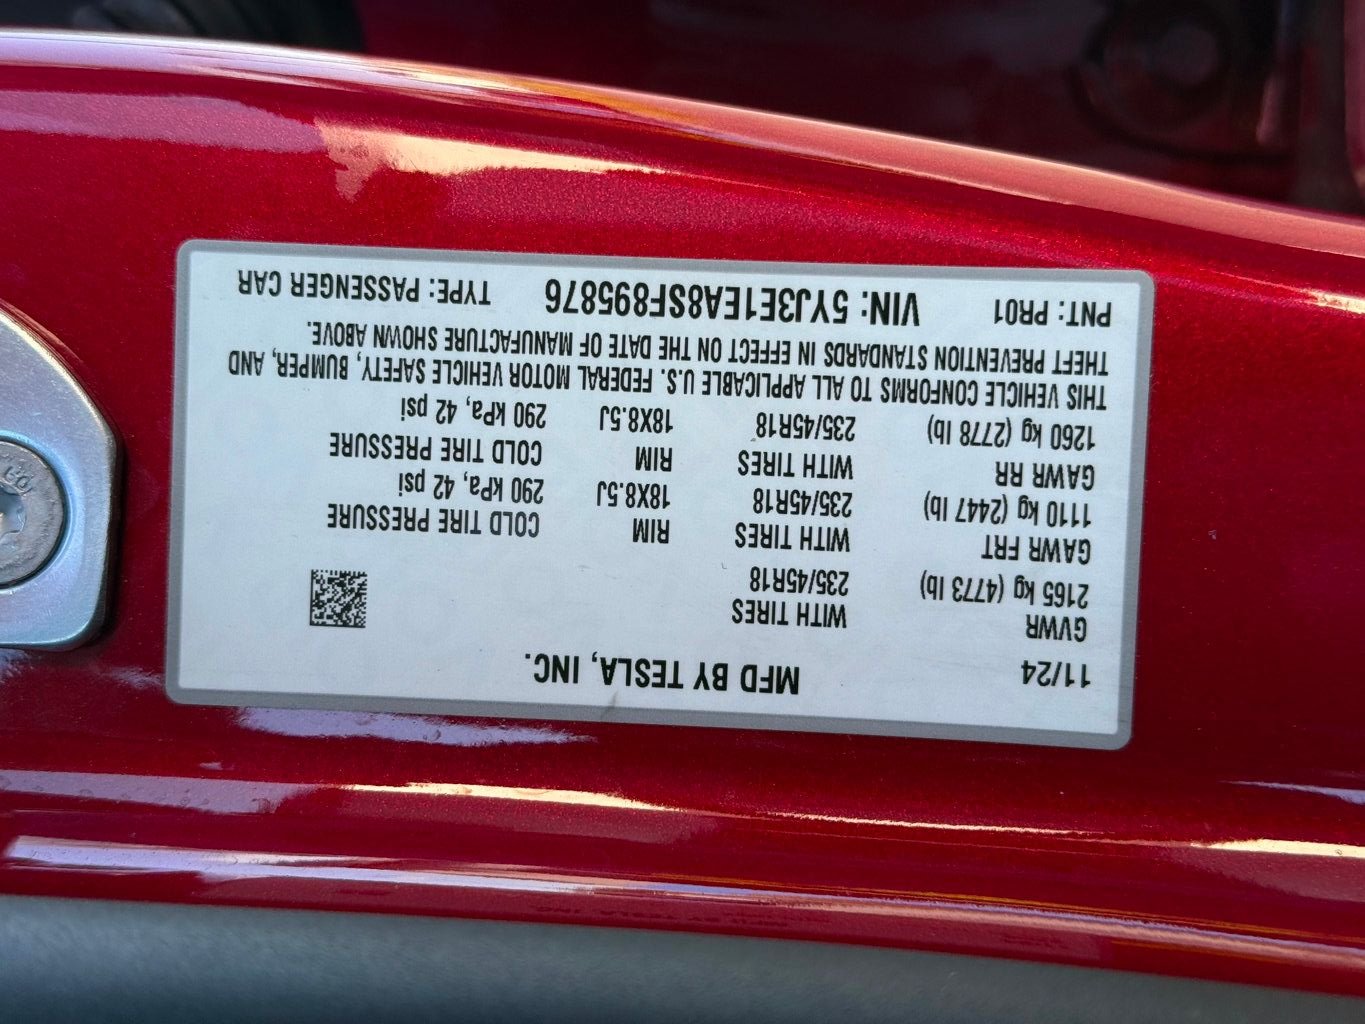 11/24 MFD BY TESLA, INC.
GVWR WITH TIRES
2165 kg (4773 lb) 235/45R18
GAWR FRT WITH TIRES RIM COLD TIRE PRESSURE
1110 kg (2447 lb) 235/45R18 18X8.5J 290 kPa, 42 psi
GAWR RR WITH TIRES RIM COLD TIRE PRESSURE
1260 kg (2778 lb) 235/45R18 18X8.5J 290 kPa, 42 psi
THIS VEHICLE CONFORMS TO ALL APPLICABLE U.S. FEDERAL MOTOR VEHICLE SAFETY, BUMPER, AND
THEFT PREVENTION STANDARDS IN EFFECT ON THE DATE OF MANUFACTURE SHOWN ABOVE.
PNT: PR01 VIN: 5YJ3E1EA8SF895876 TYPE: PASSENGER CAR